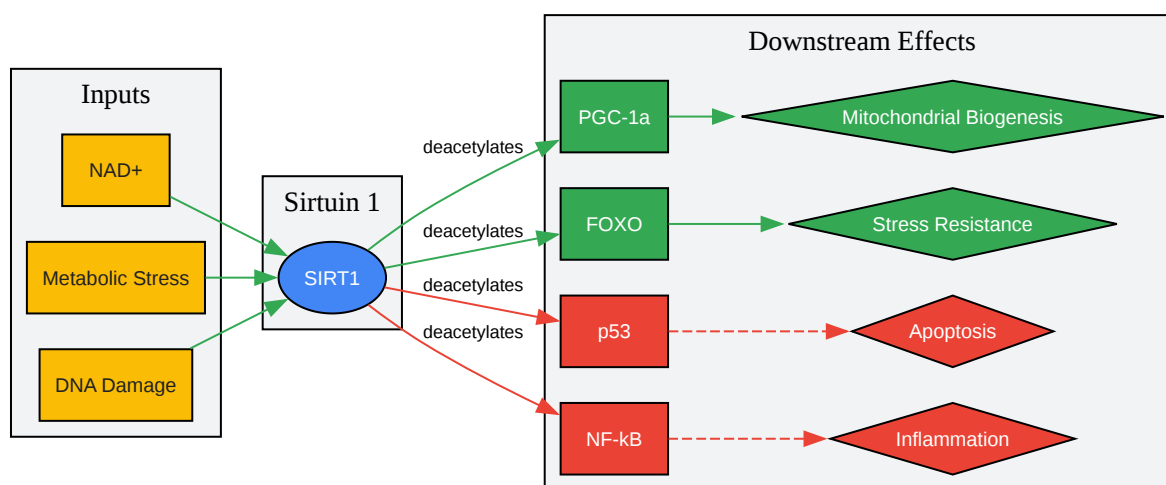 Inputs
NAD+
Metabolic Stress
DNA Damage
Sirtuin 1
SIRT1
deacetylates
deacetylates
deacetylates
deacetylates
Downstream Effects
PGC-1a
Mitochondrial Biogenesis
FOXO
Stress Resistance
p53
Apoptosis
NF-kB
Inflammation